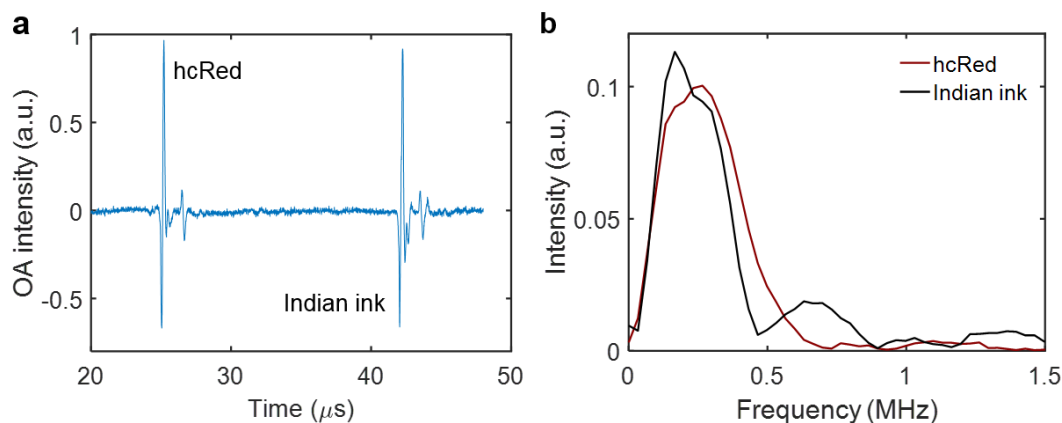 a
OA intensity (a.u.)
1
0.5
0
-0.5
hcRed
Indian ink
20
30
40
50
Time (μs)
b
Intensity (a.u.)
0.1
0.05
0
hcRed
Indian ink
0
0.5
1
1.5
Frequency (MHz)